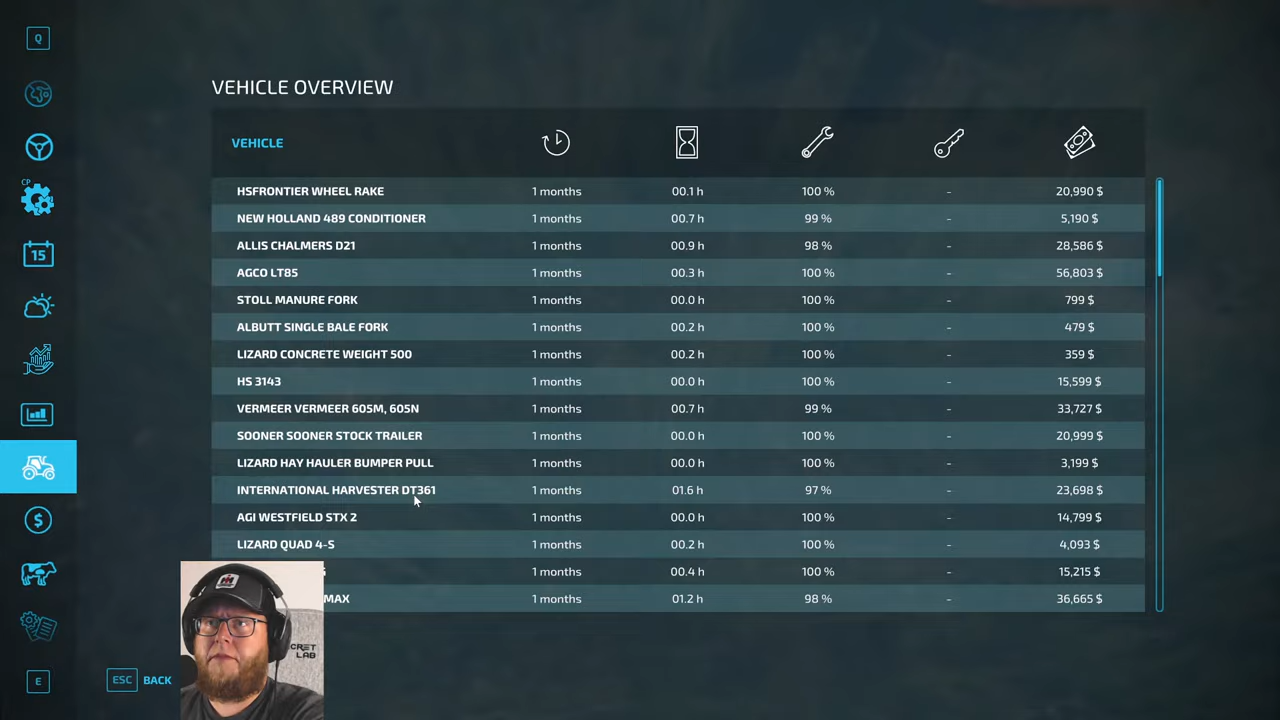 Q
VEHICLE OVERVIEW
VEHICLE
HSFRONTIER WHEEL RAKE 1 months 00.1 h 100 % - 20,990 $
NEW HOLLAND 489 CONDITIONER 1 months 00.7 h 99 % - 5,190 $
ALLIS CHALMERS D21 1 months 00.9 h 98 % - 28,586 $
AGCO LT85 1 months 00.3 h 100 % - 56,803 $
STOLL MANURE FORK 1 months 00.0 h 100 % - 799 $
ALBUTT SINGLE BALE FORK 1 months 00.2 h 100 % - 479 $
LIZARD CONCRETE WEIGHT 500 1 months 00.2 h 100 % - 359 $
HS 3143 1 months 00.0 h 100 % - 15,599 $
VERMEER VERMEER 605M, 605N 1 months 00.7 h 99 % - 33,727 $
SOONER SOONER STOCK TRAILER 1 months 00.0 h 100 % - 20,999 $
LIZARD HAY HAULER BUMPER PULL 1 months 00.0 h 100 % - 3,199 $
INTERNATIONAL HARVESTER DT361 1 months 01.6 h 97 % - 23,698 $
AGI WESTFIELD STX 2 1 months 00.0 h 100 % - 14,799 $
LIZARD QUAD 4-S 1 months 00.2 h 100 % - 4,093 $
1 months 00.4 h 100 % - 15,215 $
MAX 1 months 01.2 h 98 % - 36,665 $
CP
15
$
E
ESC BACK
CRET
LAB